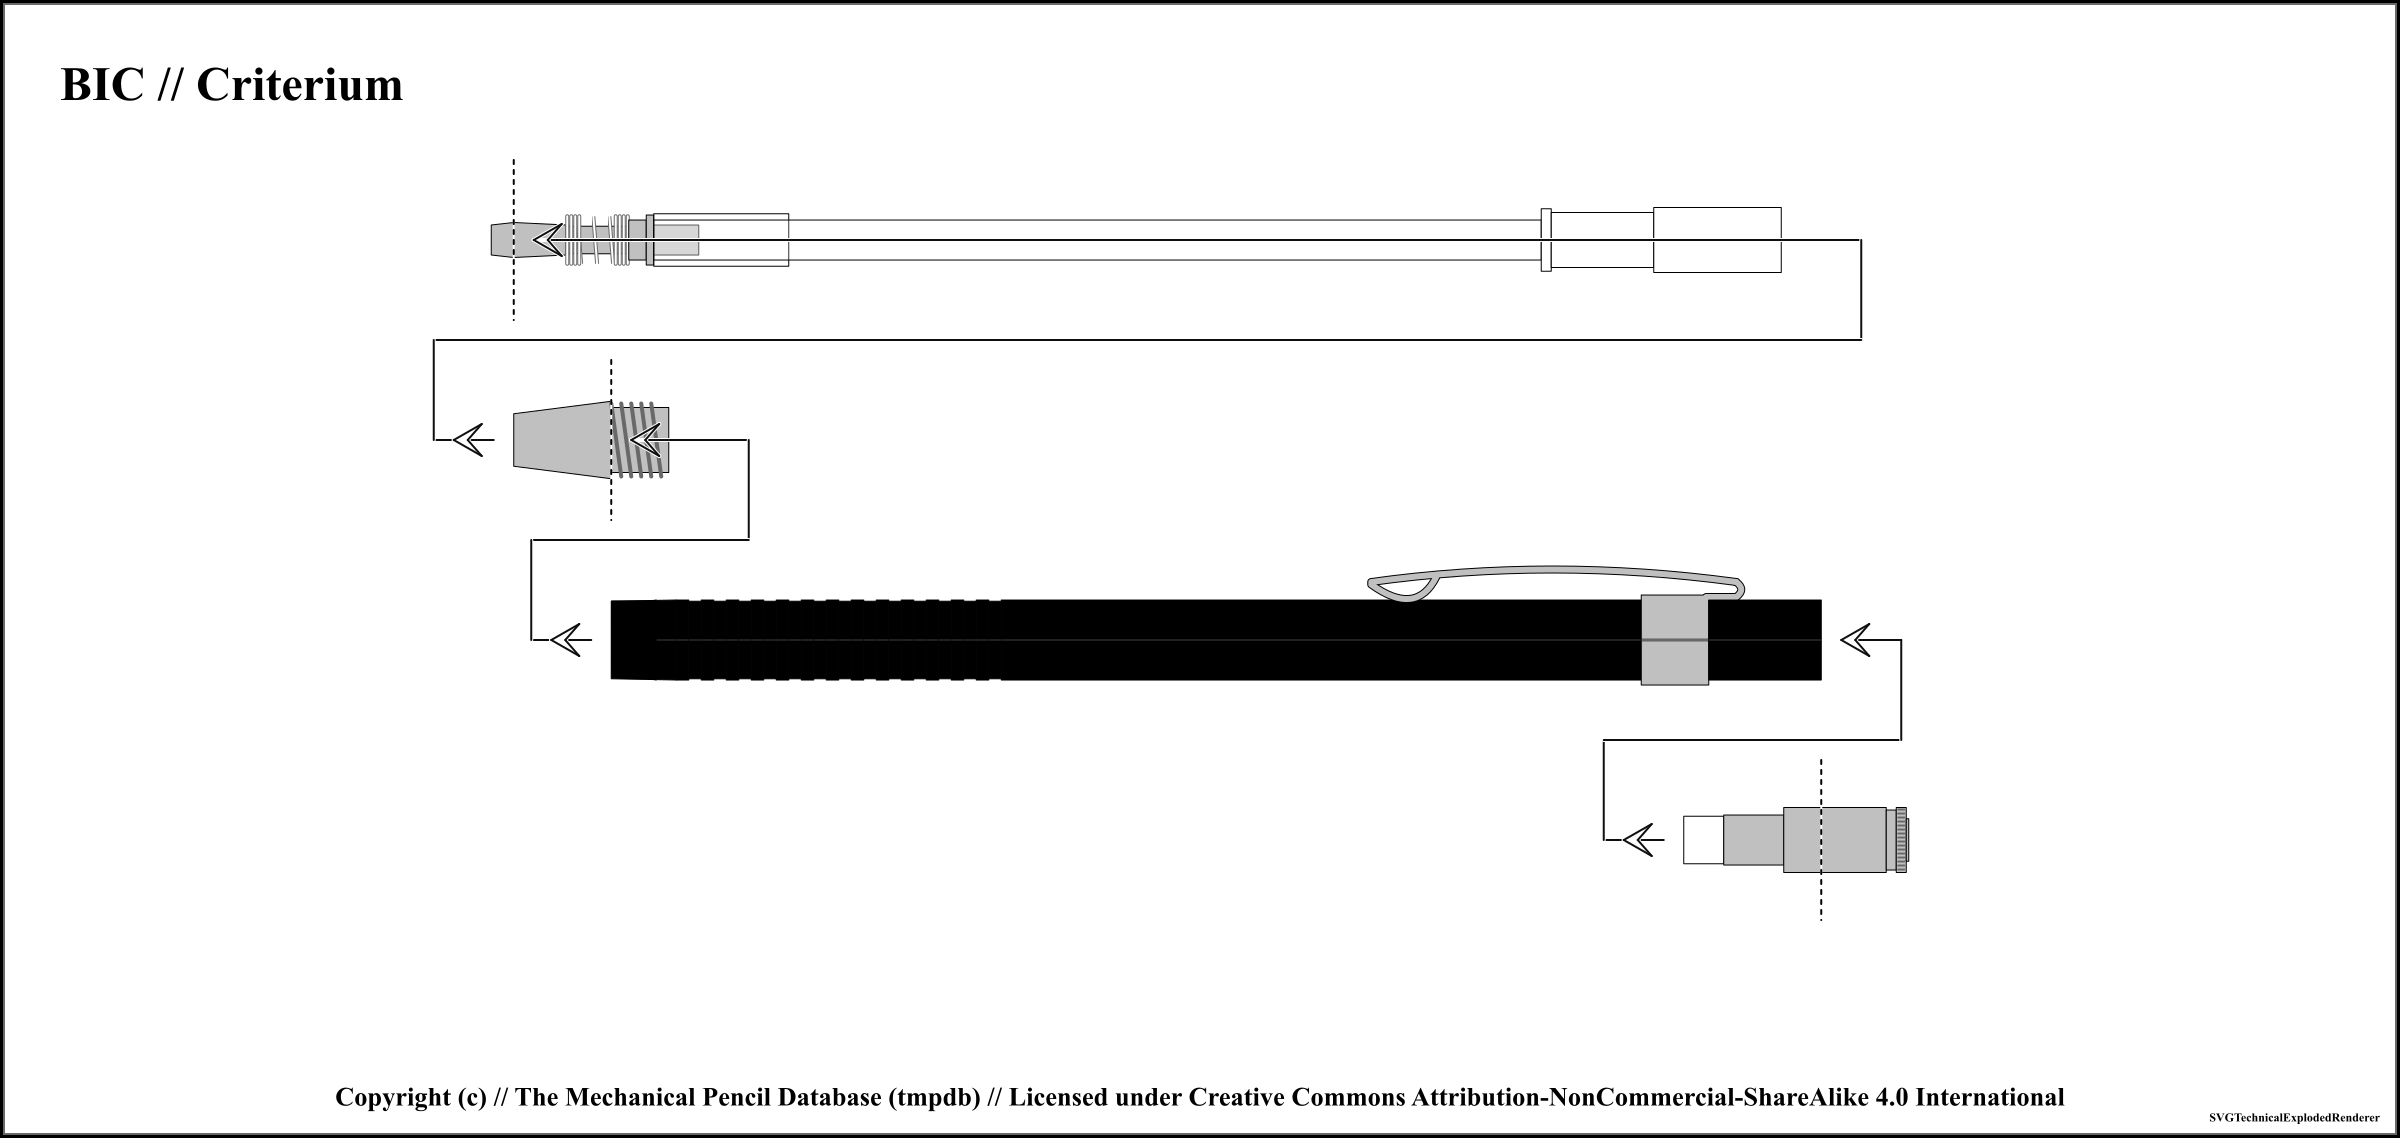 BIC // Criterium
Copyright (c) // The Mechanical Pencil Database (tmpdb) // Licensed under Creative Commons Attribution-NonCommercial-ShareAlike 4.0 International
SVGTechnicalExplodedRenderer